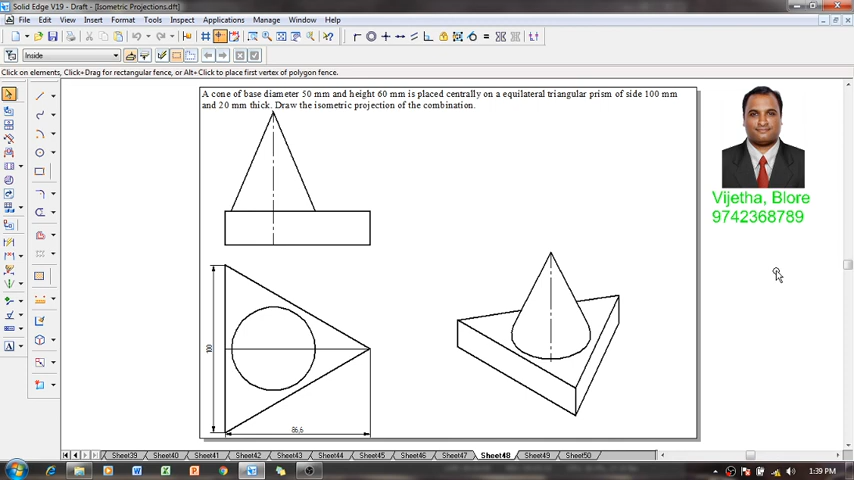 Solid Edge V19 - Draft - [Isometric Projections.dft]
File Edit View Insert Format Tools Inspect Applications Manage Window Help
Inside
Click on elements, Click+Drag for rectangular fence, or Alt+Click to place first vertex of polygon fence.
A cone of base diameter 50 mm and height 60 mm is placed centrally on a equilateral triangular prism of side 100 mm
and 20 mm thick. Draw the isometric projection of the combination.
Vijetha, Blore
9742368789
100
86,6
Sheet39 Sheet40 Sheet41 Sheet42 Sheet43 Sheet44 Sheet45 Sheet46 Sheet47 Sheet48 Sheet49 Sheet50
1:39 PM